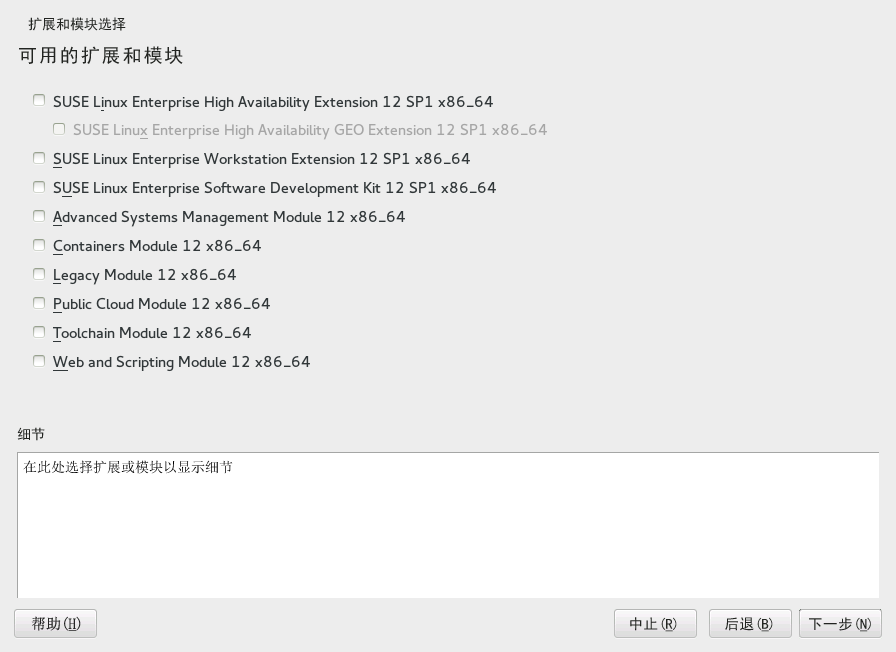 扩展和模块选择
可用的扩展和模块
SUSE Linux Enterprise High Availability Extension 12 SP1 x86_64
SUSE Linux Enterprise High Availability GEO Extension 12 SP1 x86_64
SUSE Linux Enterprise Workstation Extension 12 SP1 x86_64
SUSE Linux Enterprise Software Development Kit 12 SP1 x86_64
Advanced Systems Management Module 12 x86_64
Containers Module 12 x86_64
Legacy Module 12 x86_64
Public Cloud Module 12 x86_64
Toolchain Module 12 x86_64
Web and Scripting Module 12 x86_64
细节
在此处选择扩展或模块以显示细节
帮助(H) 中止(R) 后退(B) 下一步(N)